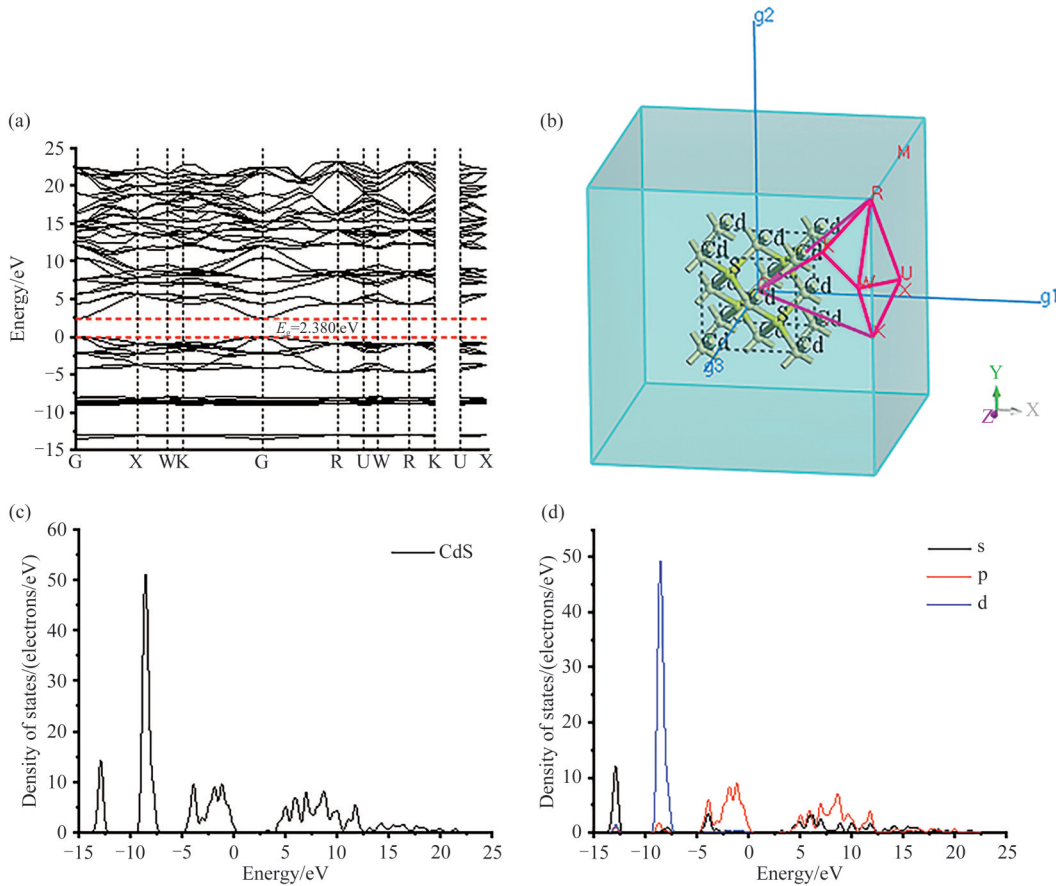 (a)
25
20
15
10
5
0
−5
−10
−15
Energy/eV
Eg=2.380 eV
G X W K G R U W R K U X
(b)
g2
M
R
U
X
W
K
g1
g3
Cd Cd
Cd Cd
S
Cd
S Cd
Cd Cd
Y
Z X
(c)
60
50
40
30
20
10
0
Density of states/(electrons/eV)
CdS
−15 −10 −5 0 5 10 15 20 25
Energy/eV
(d)
50
40
30
20
10
0
Density of states/(electrons/eV)
s
p
d
−15 −10 −5 0 5 10 15 20 25
Energy/eV